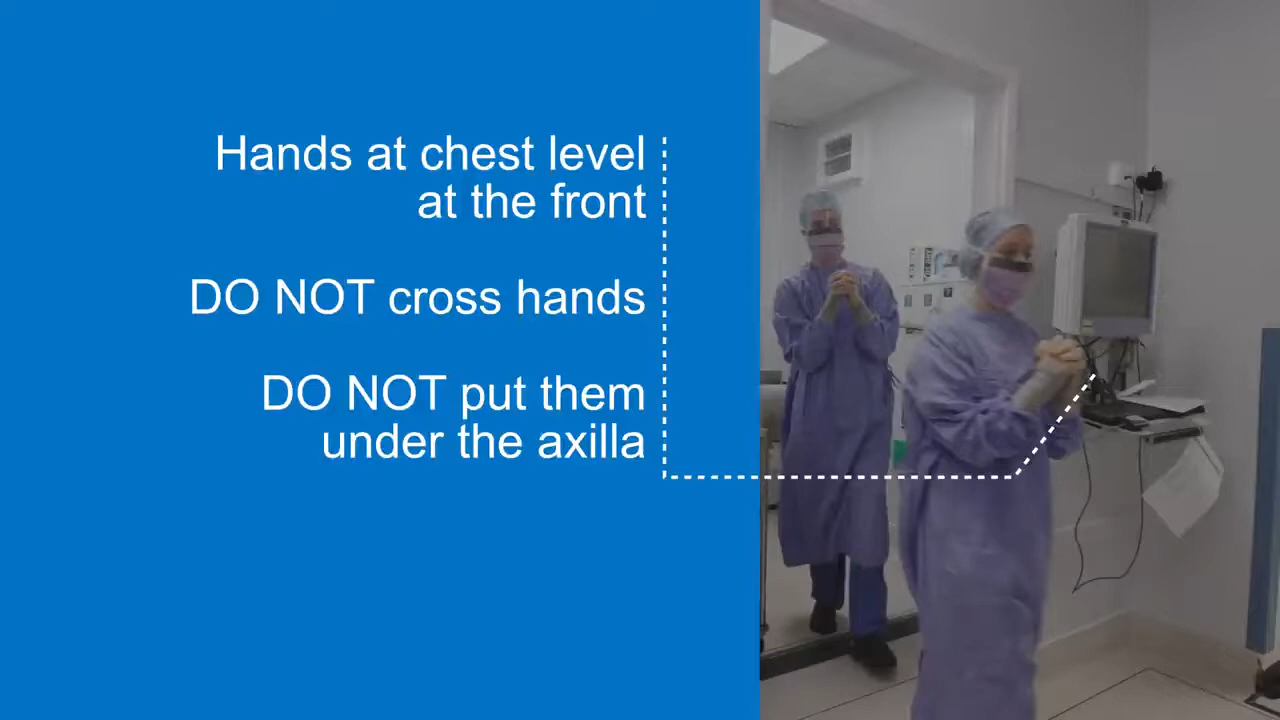 Hands at chest level
at the front
DO NOT cross hands
DO NOT put them
under the axilla